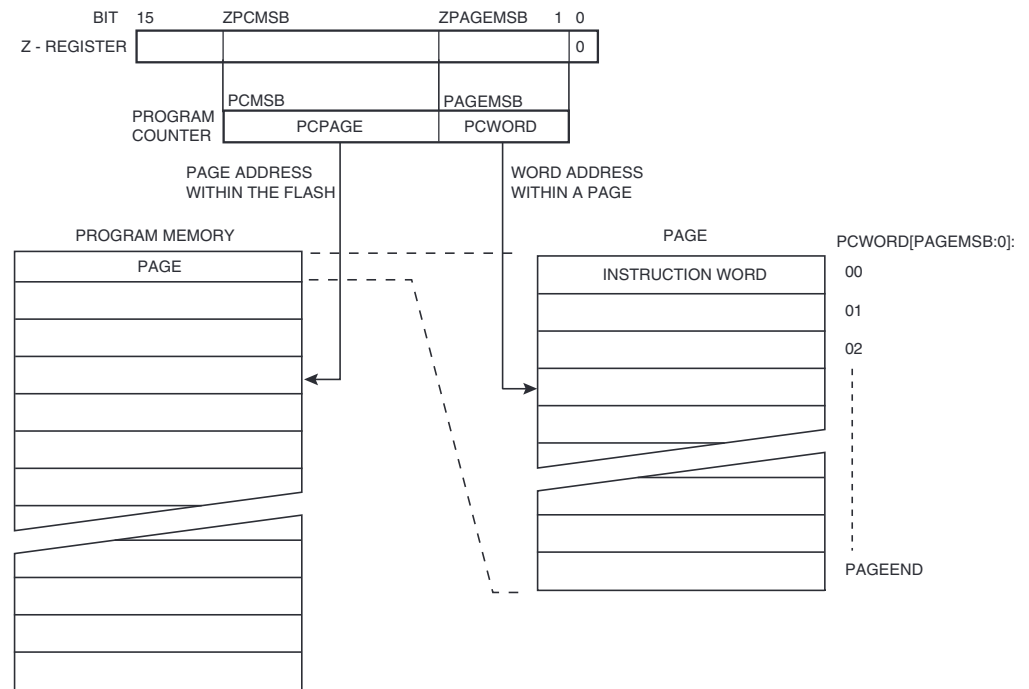 BIT 15 ZPCMSB ZPAGEMSB 1 0
Z - REGISTER 0
PCMSB PAGEMSB
PROGRAM
COUNTER
PCPAGE PCWORD
PAGE ADDRESS
WITHIN THE FLASH
WORD ADDRESS
WITHIN A PAGE
PROGRAM MEMORY
PAGE
PAGE
PCWORD[PAGEMSB:0]:
INSTRUCTION WORD
00
01
02
PAGEEND